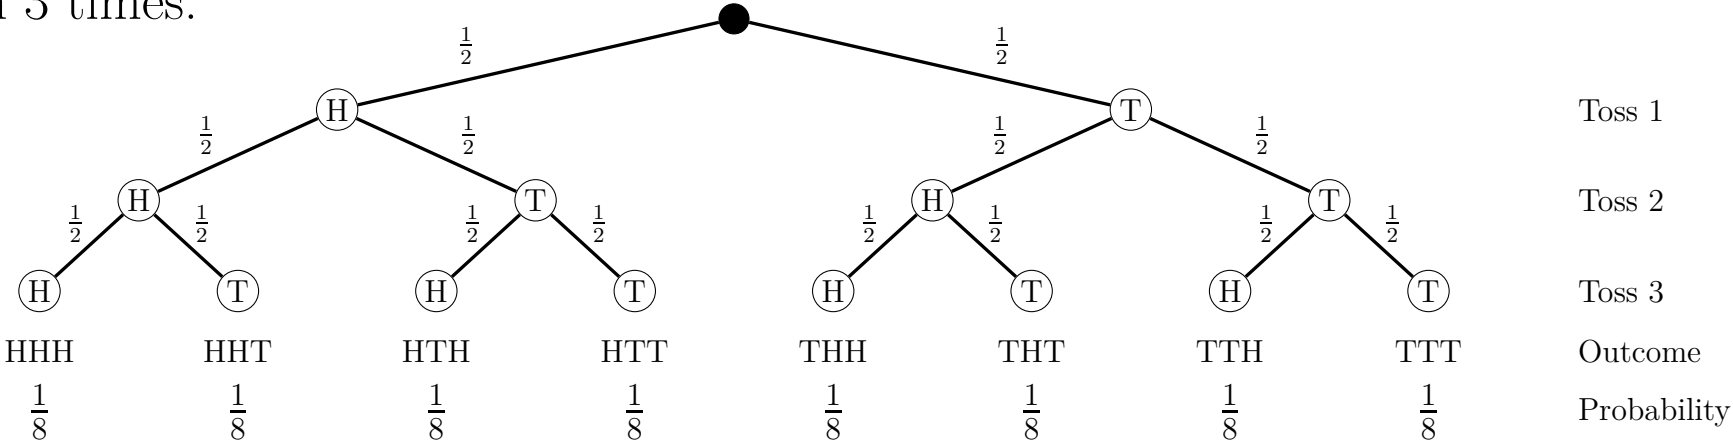 3 times.
1/2 1/2
H T Toss 1
1/2 1/2 1/2 1/2
H T H T Toss 2
1/2 1/2 1/2 1/2 1/2 1/2 1/2 1/2
H T H T H T H T Toss 3
HHH HHT HTH HTT THH THT TTH TTT Outcome
1/8 1/8 1/8 1/8 1/8 1/8 1/8 1/8 Probability